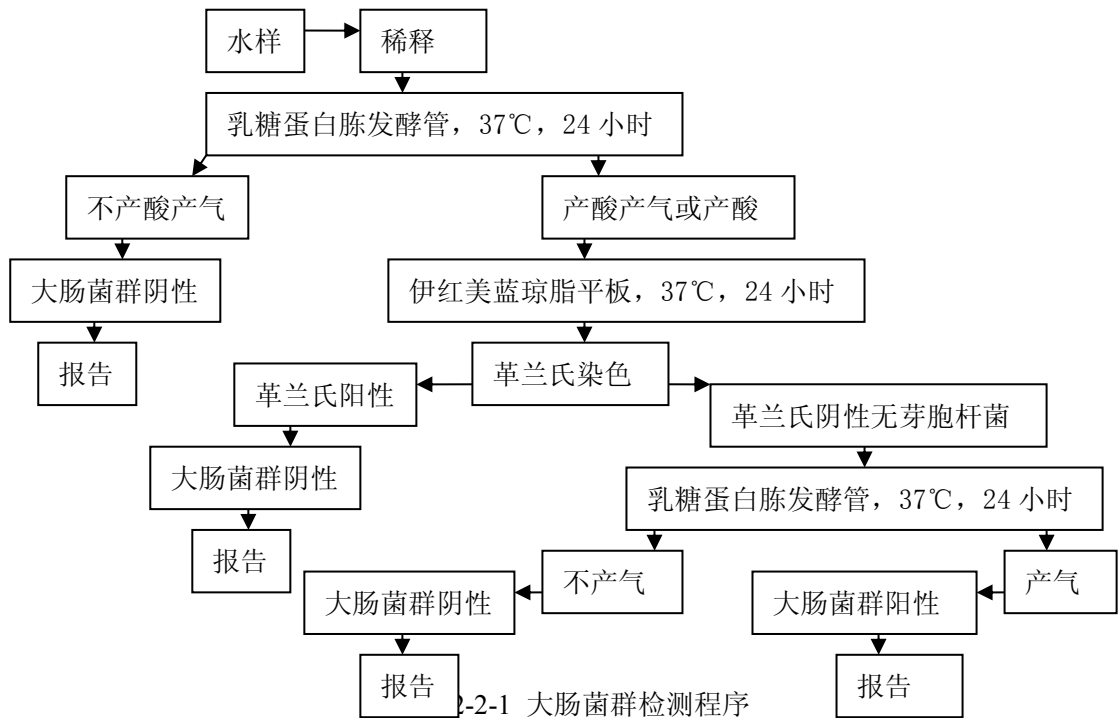 水样
稀释
乳糖蛋白胨发酵管，37℃，24 小时
不产酸产气
产酸产气或产酸
大肠菌群阴性
伊红美蓝琼脂平板，37℃，24 小时
报告
革兰氏染色
革兰氏阳性
革兰氏阴性无芽胞杆菌
大肠菌群阴性
乳糖蛋白胨发酵管，37℃，24 小时
报告
不产气
产气
大肠菌群阴性
大肠菌群阳性
报告
报告
2-2-1 大肠菌群检测程序